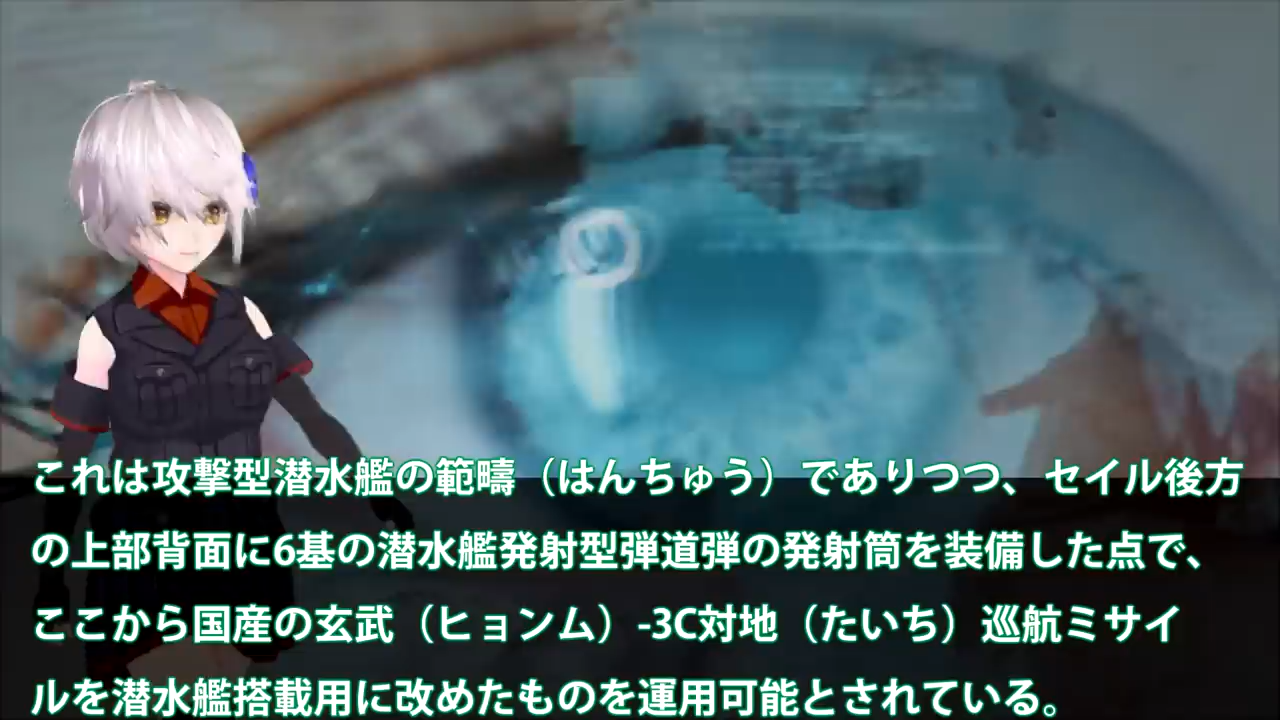 これは攻撃型潜水艦の範疇（はんちゅう）でありつつ、セイル後方
の上部背面に6基の潜水艦発射型弾道弾の発射筒を装備した点で、
ここから国産の玄武（ヒョンム）-3C対地（たいち）巡航ミサイ
ルを潜水艦搭載用に改めたものを運用可能とされている。